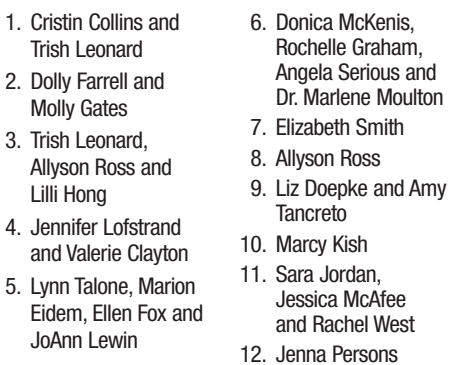 1. Cristin Collins and
Trish Leonard
2. Dolly Farrell and
Molly Gates
3. Trish Leonard,
Allyson Ross and
Lilli Hong
4. Jennifer Lofstrand
and Valerie Clayton
5. Lynn Talone, Marion
Eidem, Ellen Fox and
JoAnn Lewin
6. Donica McKenis,
Rochelle Graham,
Angela Serious and
Dr. Marlene Moulton
7. Elizabeth Smith
8. Allyson Ross
9. Liz Doepke and Amy
Tancreto
10. Marcy Kish
11. Sara Jordan,
Jessica McAfee
and Rachel West
12. Jenna Persons